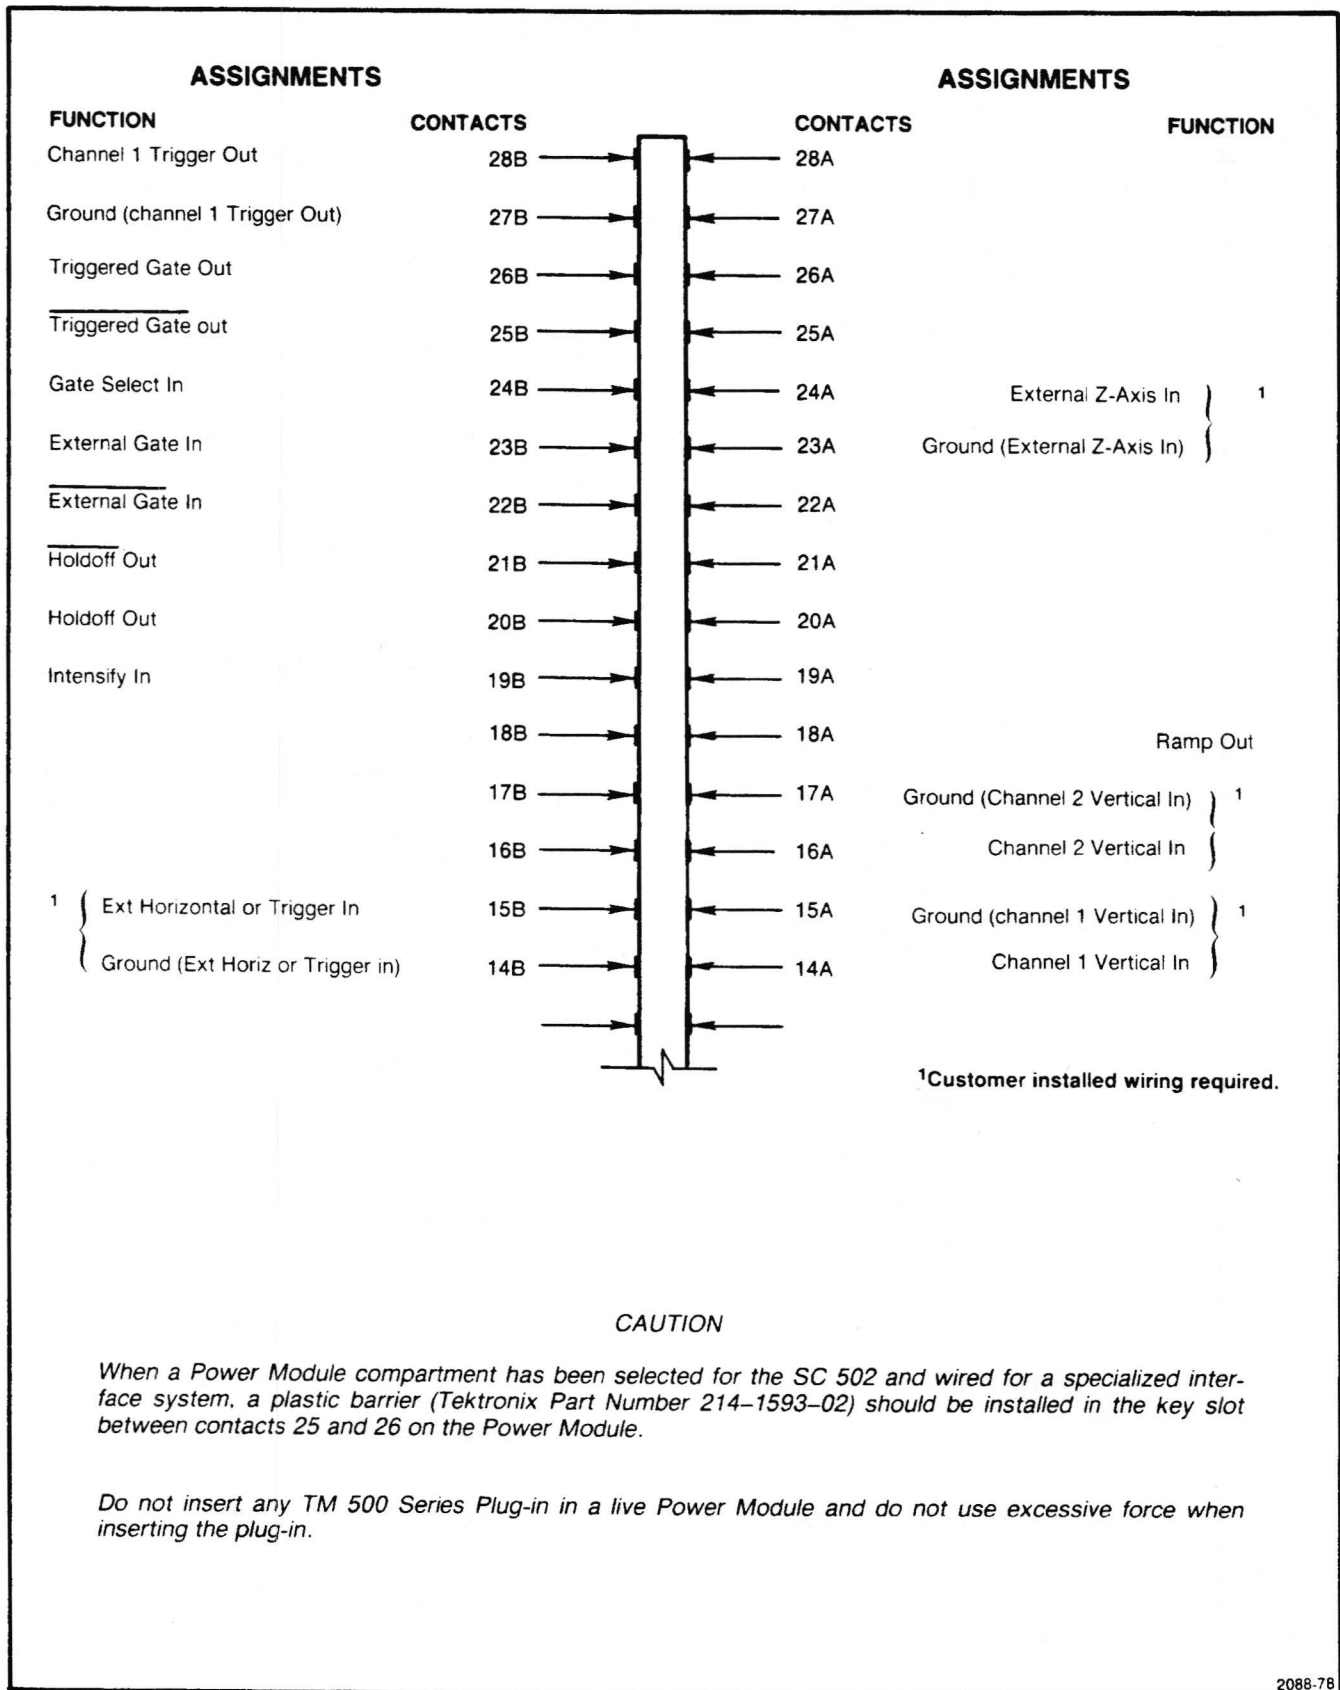 ASSIGNMENTS ASSIGNMENTS
FUNCTION CONTACTS CONTACTS FUNCTION
Channel 1 Trigger Out 28B 28A
Ground (channel 1 Trigger Out) 27B 27A
Triggered Gate Out 26B 26A
Triggered Gate out 25B 25A
Gate Select In 24B 24A External Z-Axis In 1
External Gate In 23B 23A Ground (External Z-Axis In)
External Gate In 22B 22A
Holdoff Out 21B 21A
Holdoff Out 20B 20A
Intensify In 19B 19A
18B 18A Ramp Out
17B 17A Ground (Channel 2 Vertical In) 1
16B 16A Channel 2 Vertical In
1 Ext Horizontal or Trigger In 15B 15A Ground (channel 1 Vertical In) 1
Ground (Ext Horiz or Trigger in) 14B 14A Channel 1 Vertical In
1Customer installed wiring required.
CAUTION
When a Power Module compartment has been selected for the SC 502 and wired for a specialized inter-
face system, a plastic barrier (Tektronix Part Number 214–1593–02) should be installed in the key slot
between contacts 25 and 26 on the Power Module.
Do not insert any TM 500 Series Plug-in in a live Power Module and do not use excessive force when
inserting the plug-in.
2088-78